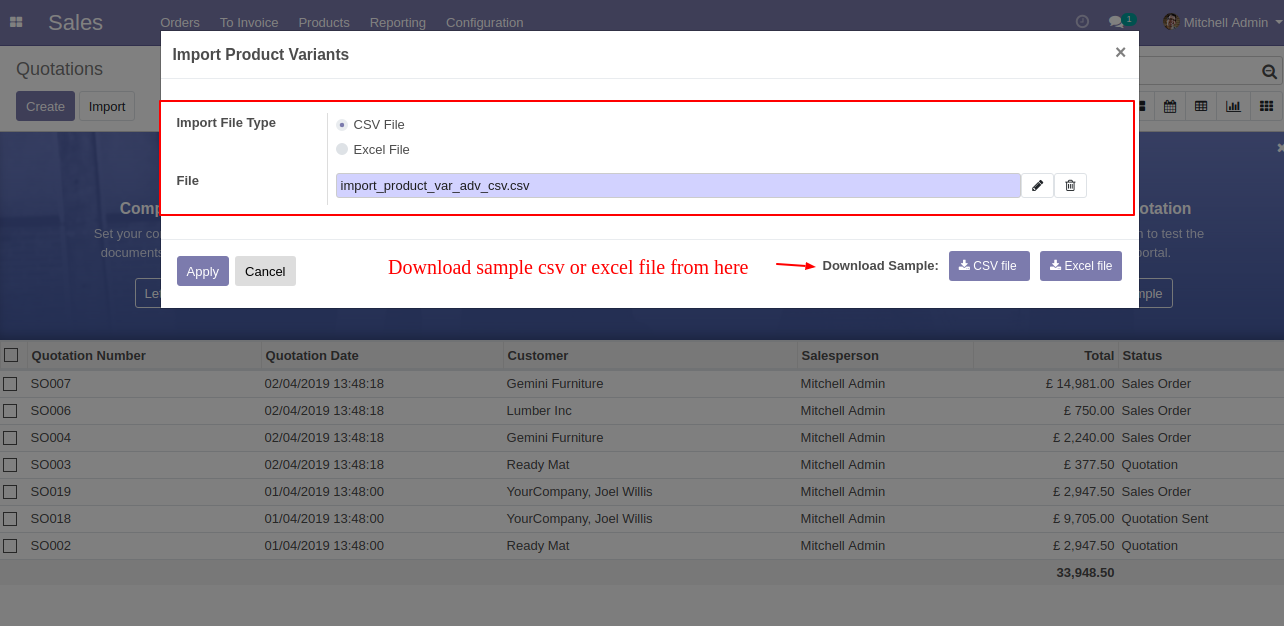 Sales Orders To Invoice Products Reporting Configuration 1 Mitchell Admin
Import Product Variants ×
Quotations
Create Import
Import File Type CSV File
Excel File
File import_product_var_adv_csv.csv
Comp otation
Set your co n to test the
documents portal.
Apply Cancel Download sample csv or excel file from here Download Sample: CSV file Excel file
Let mple
Quotation Number Quotation Date Customer Salesperson Total Status
SO007 02/04/2019 13:48:18 Gemini Furniture Mitchell Admin £ 14,981.00 Sales Order
SO006 02/04/2019 13:48:18 Lumber Inc Mitchell Admin £ 750.00 Sales Order
SO004 02/04/2019 13:48:18 Gemini Furniture Mitchell Admin £ 2,240.00 Sales Order
SO003 02/04/2019 13:48:18 Ready Mat Mitchell Admin £ 377.50 Quotation
SO019 01/04/2019 13:48:00 YourCompany, Joel Willis Mitchell Admin £ 2,947.50 Sales Order
SO018 01/04/2019 13:48:00 YourCompany, Joel Willis Mitchell Admin £ 9,705.00 Quotation Sent
SO002 01/04/2019 13:48:00 Ready Mat Mitchell Admin £ 2,947.50 Quotation
33,948.50